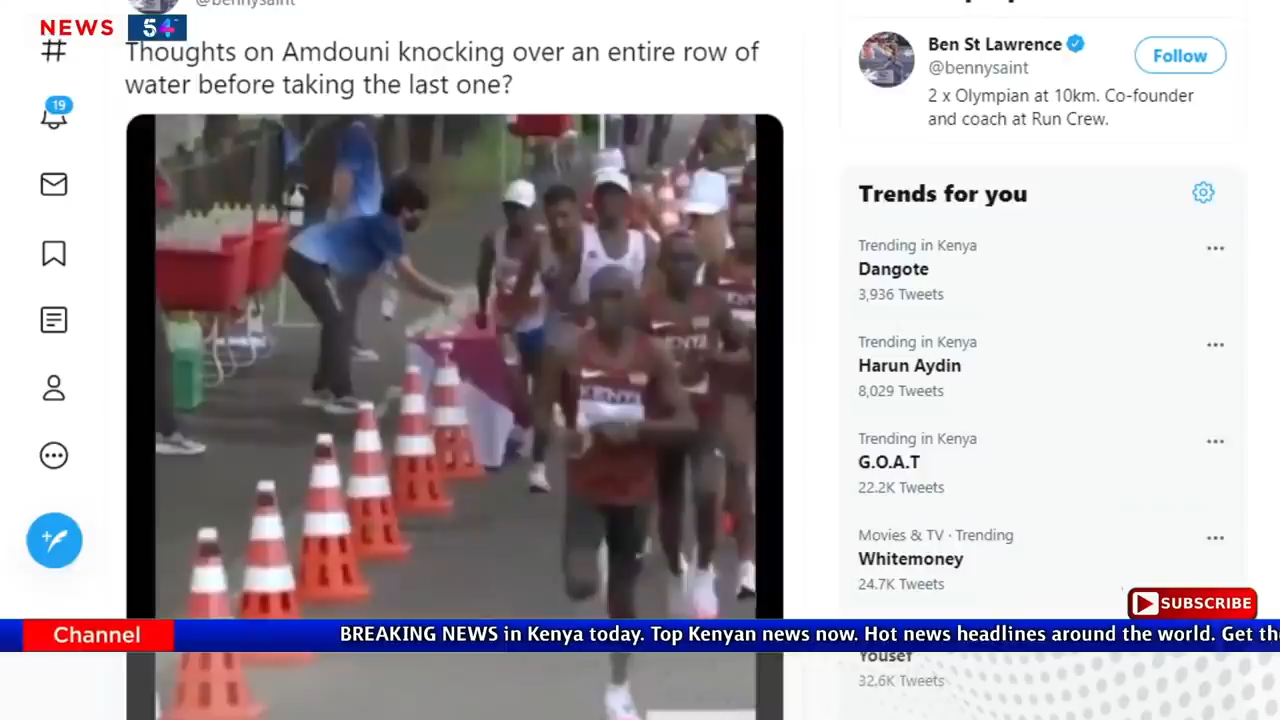 NEWS 54
@bennysaint
Thoughts on Amdouni knocking over an entire row of
water before taking the last one?
19
KENYA
KENYA
Ben St Lawrence
@bennysaint
Follow
2 x Olympian at 10km. Co-founder
and coach at Run Crew.
Trends for you
Trending in Kenya
Dangote
3,936 Tweets
Trending in Kenya
Harun Aydin
8,029 Tweets
Trending in Kenya
G.O.A.T
22.2K Tweets
Movies & TV · Trending
Whitemoney
24.7K Tweets
SUBSCRIBE
Channel
BREAKING NEWS in Kenya today. Top Kenyan news now. Hot news headlines around the world. Get
Yousef
32.6K Tweets